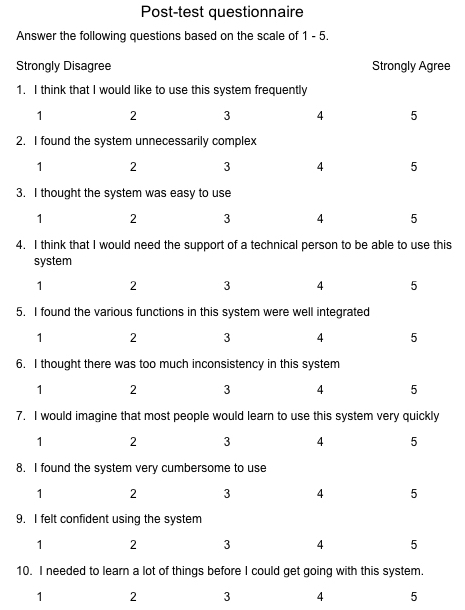 Post-test questionnaire
Answer the following questions based on the scale of 1 - 5.
Strongly Disagree Strongly Agree
1. I think that I would like to use this system frequently
1 2 3 4 5
2. I found the system unnecessarily complex
1 2 3 4 5
3. I thought the system was easy to use
1 2 3 4 5
4. I think that I would need the support of a technical person to be able to use this
system
1 2 3 4 5
5. I found the various functions in this system were well integrated
1 2 3 4 5
6. I thought there was too much inconsistency in this system
1 2 3 4 5
7. I would imagine that most people would learn to use this system very quickly
1 2 3 4 5
8. I found the system very cumbersome to use
1 2 3 4 5
9. I felt confident using the system
1 2 3 4 5
10. I needed to learn a lot of things before I could get going with this system.
1 2 3 4 5